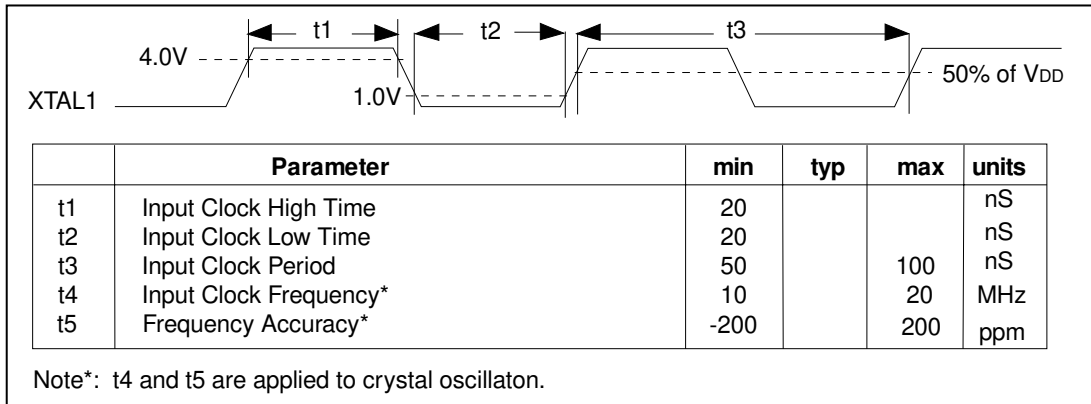 t1 t2 t3
4.0V
50% of VDD
1.0V
XTAL1
Parameter min typ max units
t1 Input Clock High Time 20 nS
t2 Input Clock Low Time 20 nS
t3 Input Clock Period 50 100 nS
t4 Input Clock Frequency* 10 20 MHz
t5 Frequency Accuracy* -200 200 ppm
Note*: t4 and t5 are applied to crystal oscillaton.